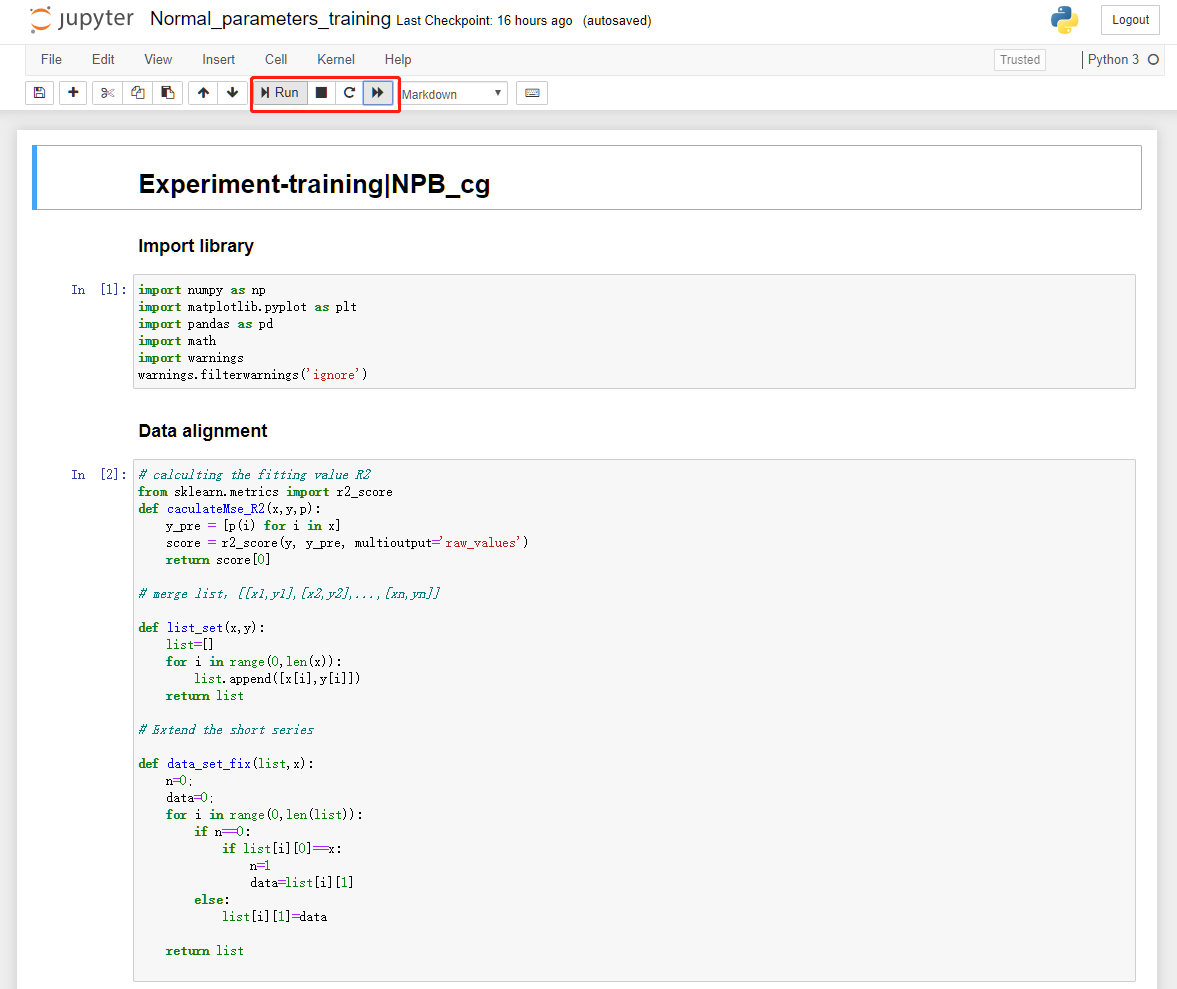 jupyter Normal_parameters_training Last Checkpoint: 16 hours ago (autosaved)
Logout
File Edit View Insert Cell Kernel Help
Trusted
Python 3
Run
Markdown
Experiment-training|NPB_cg
Import library
In [1]:
import numpy as np
import matplotlib.pyplot as plt
import pandas as pd
import math
import warnings
warnings.filterwarnings('ignore')
Data alignment
In [2]:
# calculting the fitting value R2
from sklearn.metrics import r2_score
def caculateMse_R2(x,y,p):
    y_pre = [p(i) for i in x]
    score = r2_score(y, y_pre, multioutput='raw_values')
    return score[0]
# merge list, [[x1,y1],[x2,y2],...,[xn,yn]]
def list_set(x,y):
    list=[]
    for i in range(0,len(x)):
        list.append([x[i],y[i]])
    return list
# Extend the short series
def data_set_fix(list,x):
    n=0;
    data=0;
    for i in range(0,len(list)):
        if n==0:
            if list[i][0]==x:
                n=1
                data=list[i][1]
        else:
            list[i][1]=data
    return list